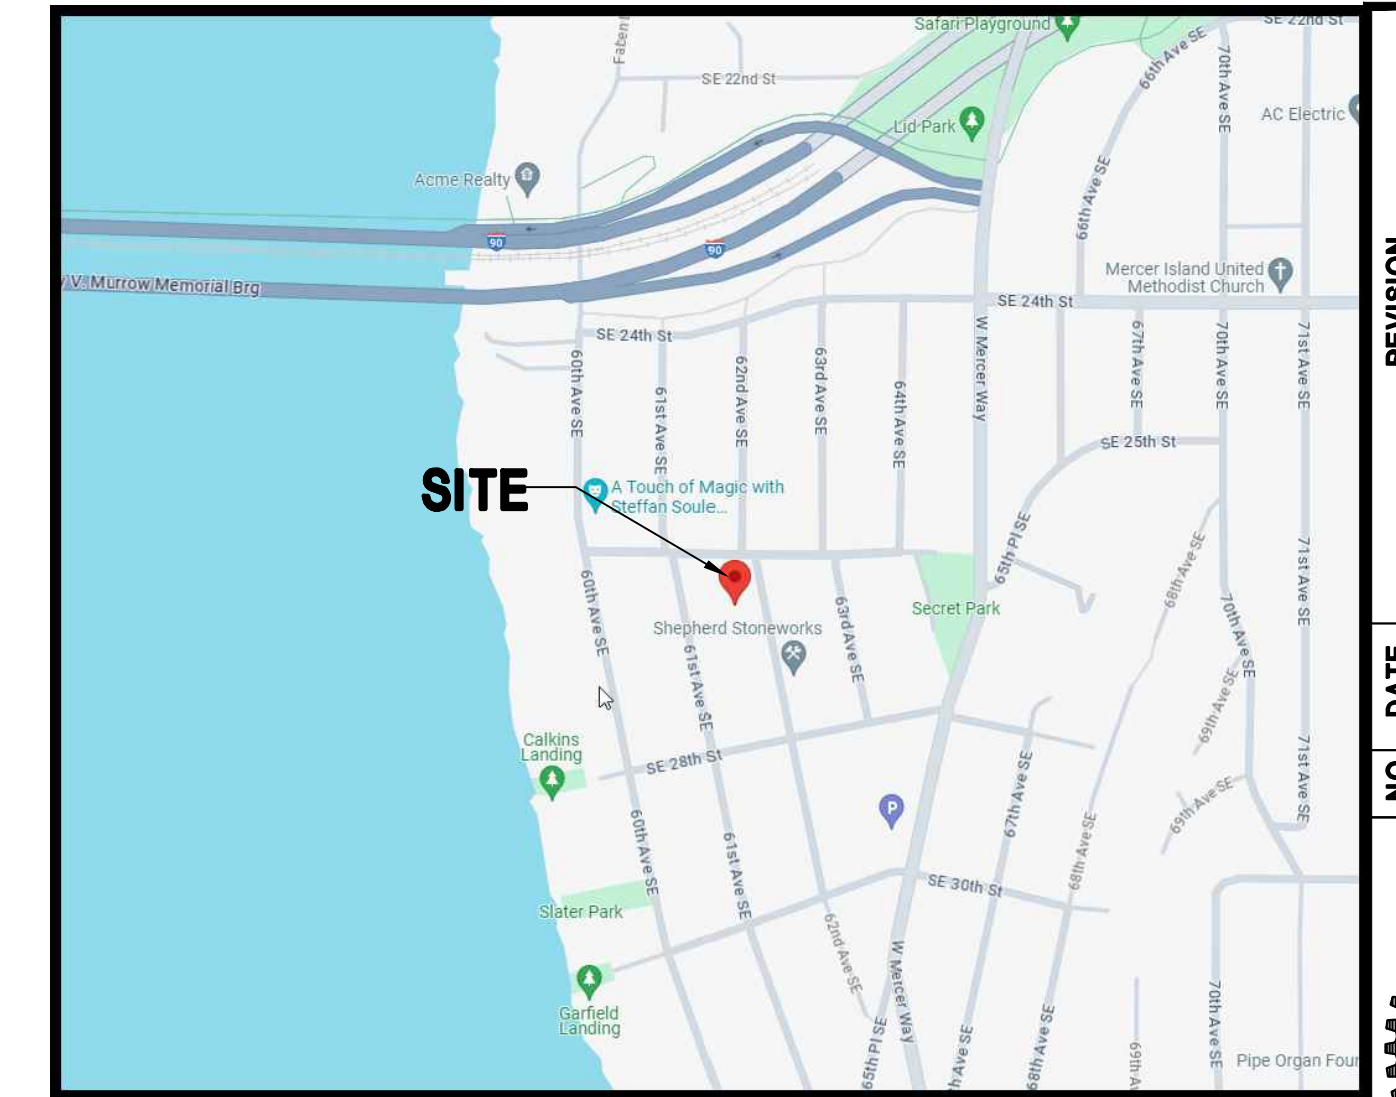 Safari Playground
SE 22nd St
66th Ave SE
70th Ave SE
SE 22nd St
AC Electric
Lid Park
Acme Realty
66th Ave SE
90
90
V. Murrow Memorial Brg
Mercer Island United
Methodist Church
SE 24th St
SE 24th St
60th Ave SE
61st Ave SE
62nd Ave SE
63rd Ave SE
64th Ave SE
W Mercer Way
67th Ave SE
70th Ave SE
71st Ave SE
SE 25th St
SITE
A Touch of Magic with
Steffan Soule...
65th Pl SE
68th Ave SE
71st Ave SE
60th Ave SE
61st Ave SE
63rd Ave SE
Secret Park
70th Ave SE
Shepherd Stoneworks
69th Ave SE
Calkins
Landing
SE 28th St
67th Ave SE
71st Ave SE
P
69th Ave SE
60th Ave SE
61st Ave SE
68th Ave SE
SE 30th St
Slater Park
62nd Ave SE
W Mercer Way
Garfield
Landing
65th Pl SE
h Ave SE
68th Ave SE
69th A
70th Ave SE
Pipe Organ Four
REVISION
DATE
NO